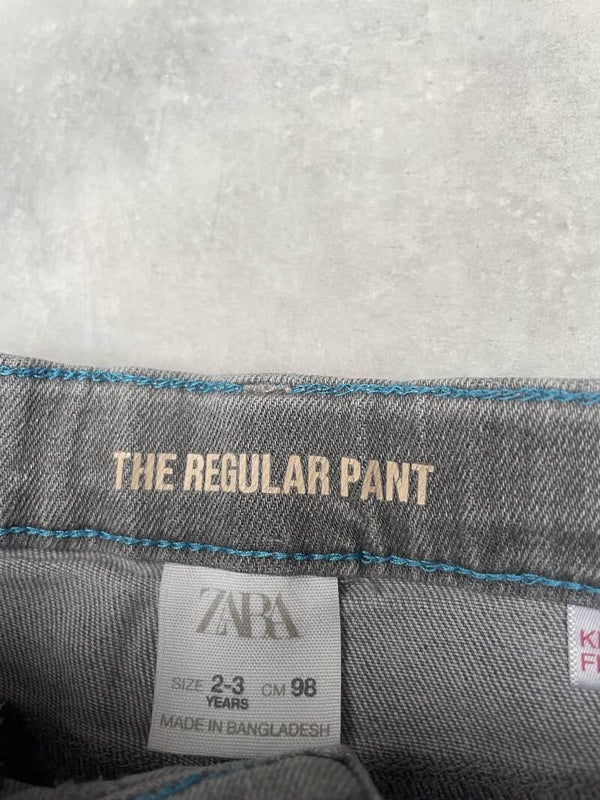 THE REGULAR PANT
ZARA
SIZE 2-3 CM 98
YEARS
MADE IN BANGLADESH